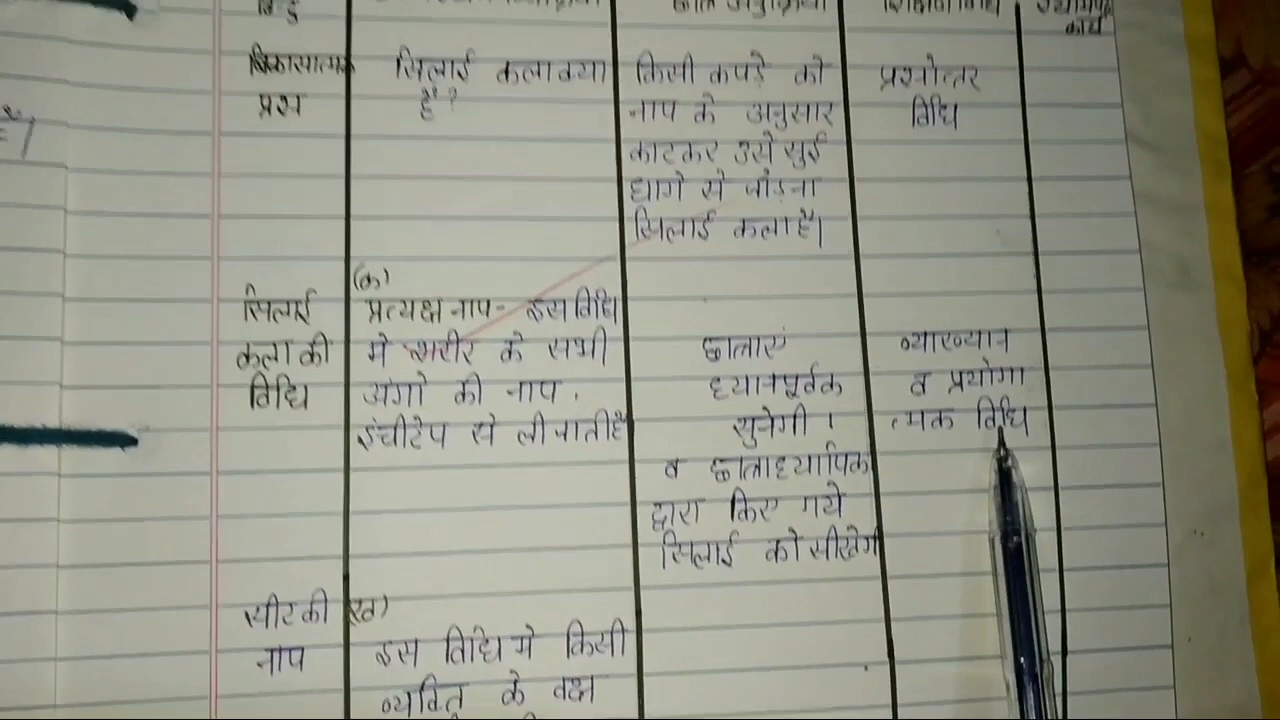 कार्य
विकासात्मक
प्रश्न
सिलाई कला क्या
है?
किसी कपड़े को
नाप के अनुसार
काटकर उसे सुई
धागे से जोड़ना
सिलाई कला है।
प्रश्नोत्तर
विधि
सिलाई
कला की
विधि
(क)
प्रत्यक्ष नाप- इस विधि
मे शरीर के सभी
अंगो की नाप
इंचीटेप से ली जाती है
छात्राएं
ध्यानपूर्वक
सुनेगी ।
व छात्राध्यापिका
द्वारा किए गये
सिलाई को सीखेगी
व्याख्यान
व प्रयोगा
त्मक विधि
सीट की
नाप
(ख)
इस विधि मे किसी
व्यक्ति के वक्ष